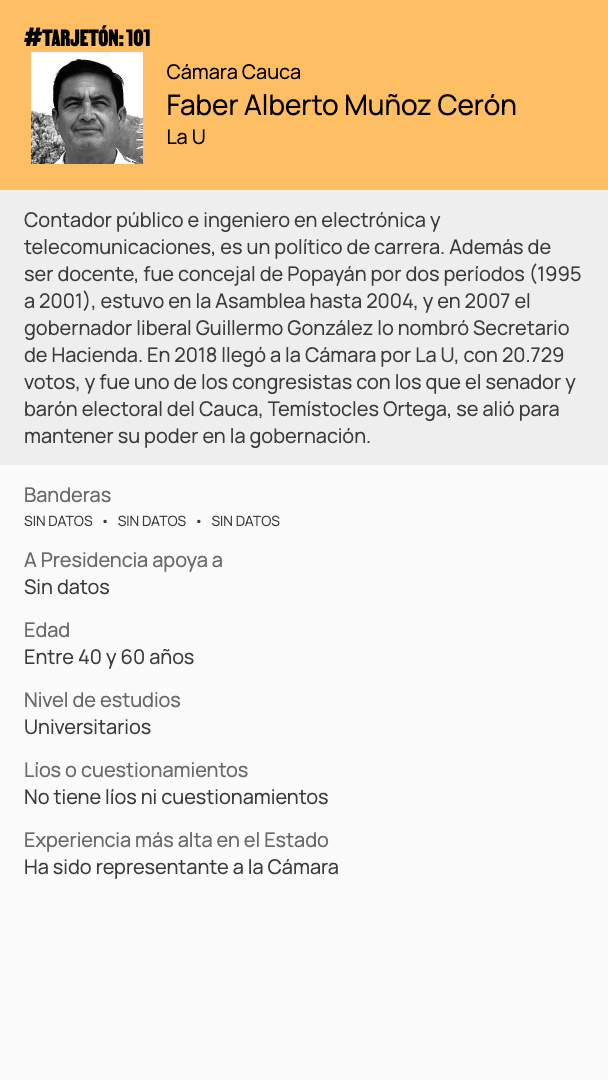 #TARJETÓN: 101
Cámara Cauca
Faber Alberto Muñoz Cerón
La U
Contador público e ingeniero en electrónica y
telecomunicaciones, es un político de carrera. Además de
ser docente, fue concejal de Popayán por dos períodos (1995
a 2001), estuvo en la Asamblea hasta 2004, y en 2007 el
gobernador liberal Guillermo González lo nombró Secretario
de Hacienda. En 2018 llegó a la Cámara por La U, con 20.729
votos, y fue uno de los congresistas con los que el senador y
barón electoral del Cauca, Temístocles Ortega, se alió para
mantener su poder en la gobernación.
Banderas
SIN DATOS • SIN DATOS • SIN DATOS
A Presidencia apoya a
Sin datos
Edad
Entre 40 y 60 años
Nivel de estudios
Universitarios
Líos o cuestionamientos
No tiene líos ni cuestionamientos
Experiencia más alta en el Estado
Ha sido representante a la Cámara